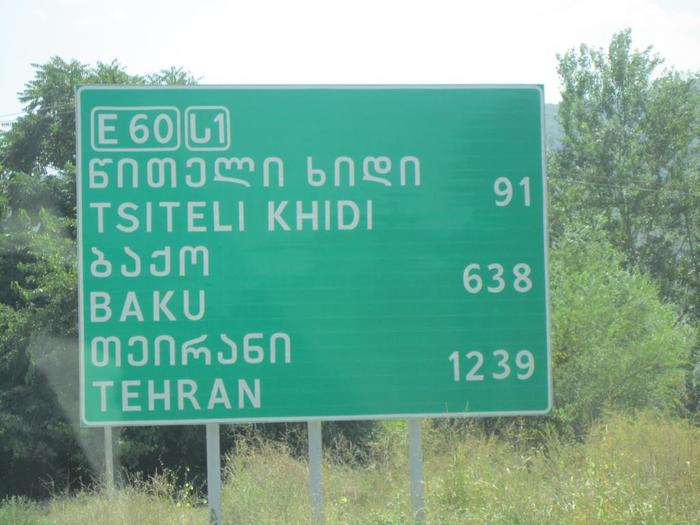 E 60 ს1
წითელი ხიდი
TSITELI KHIDI 91
ბაქო
BAKU 638
თეირანი
TEHRAN 1239